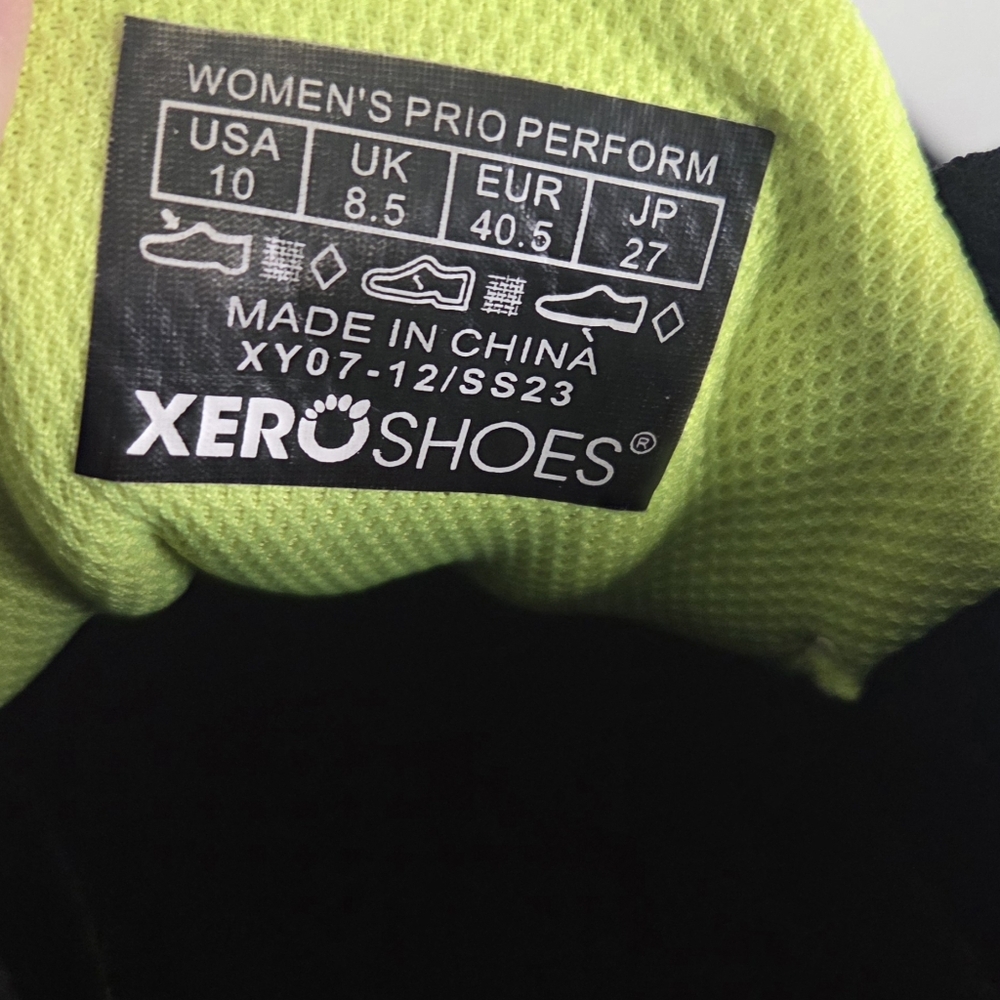 WOMEN'S PRIO PERFORM
USA UK EUR JP
10 8.5 40.5 27
MADE IN CHINA
XY07-12/SS23
XEROSHOES®